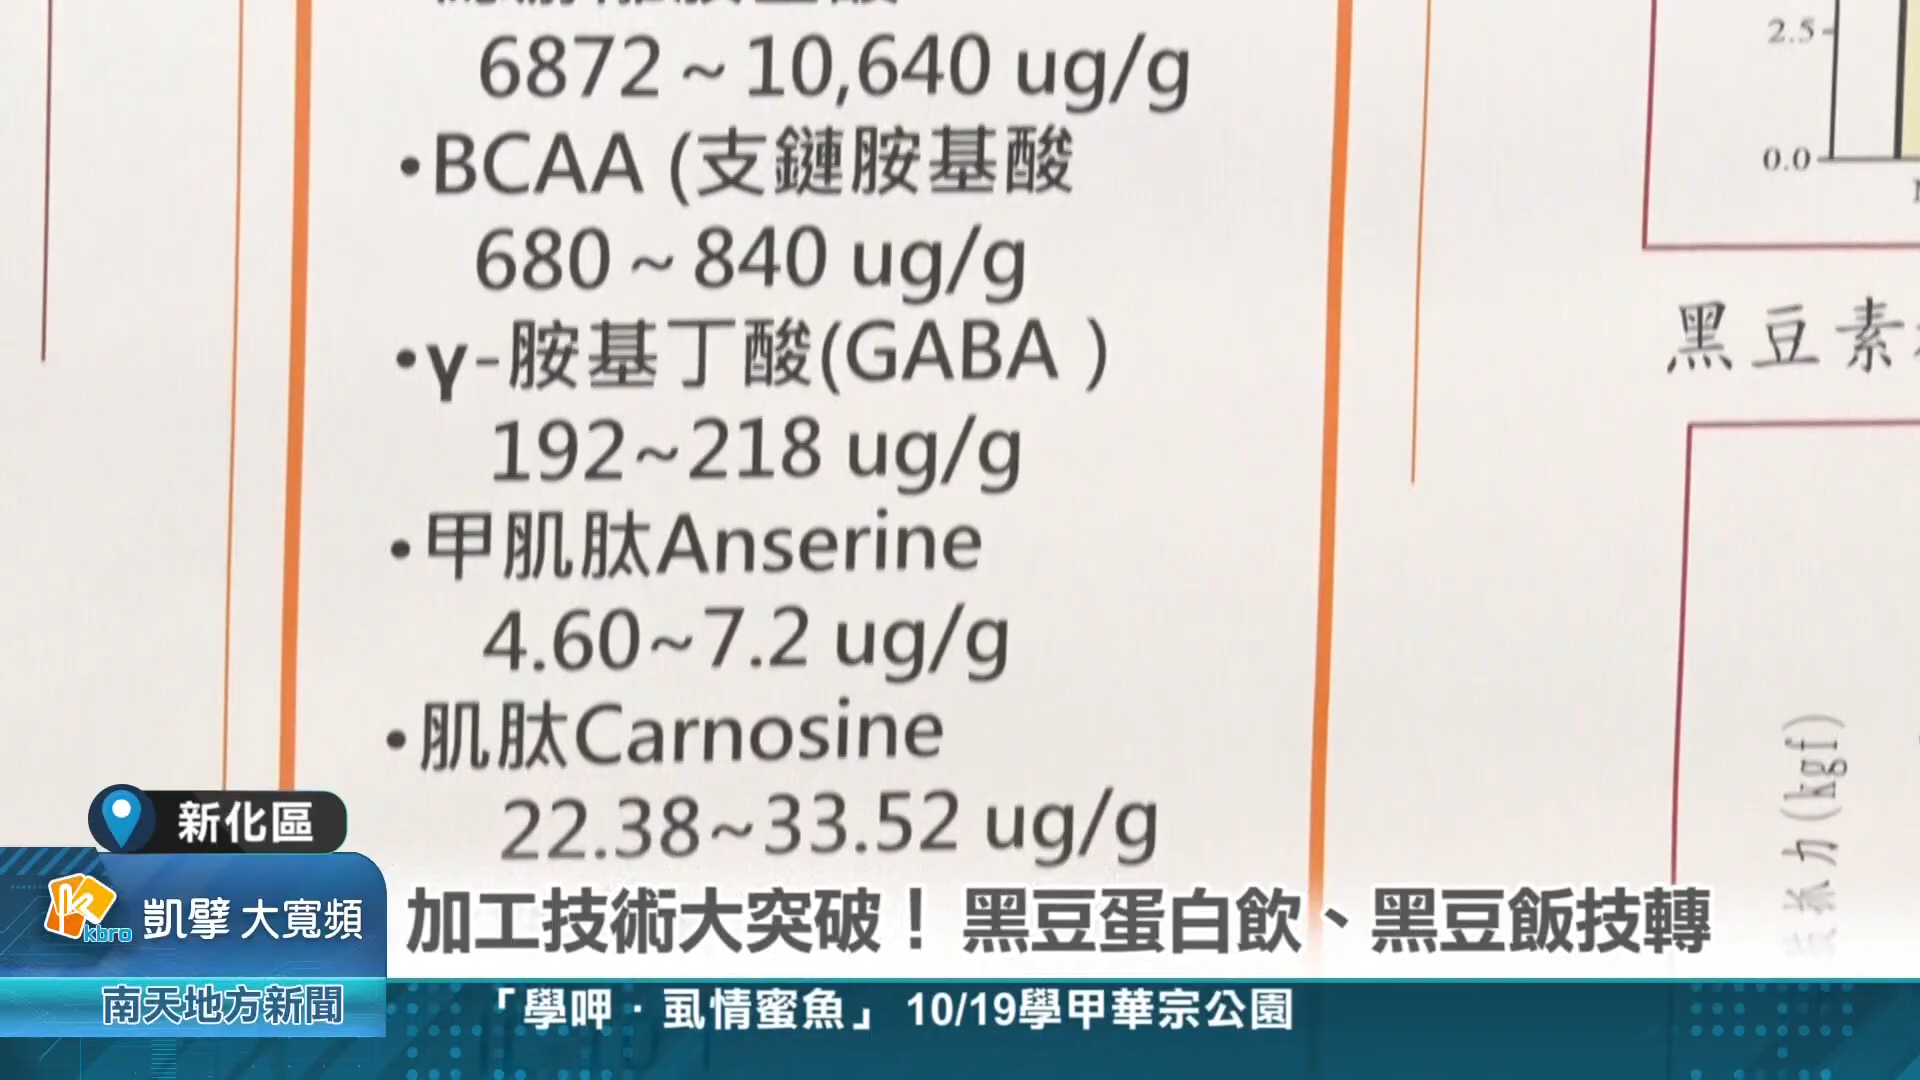 6872～10,640 ug/g
•BCAA (支鏈胺基酸
680～840 ug/g
•γ-胺基丁酸(GABA )
192~218 ug/g
•甲肌肽Anserine
4.60~7.2 ug/g
•肌肽Carnosine
22.38~33.52 ug/g
2.5
0.0
黑豆素
力(kgf)
新化區
kbro 凱擘大寬頻
加工技術大突破！黑豆蛋白飲、黑豆飯技轉
南天地方新聞
「學呷・虱情蜜魚」 10/19學甲華宗公園